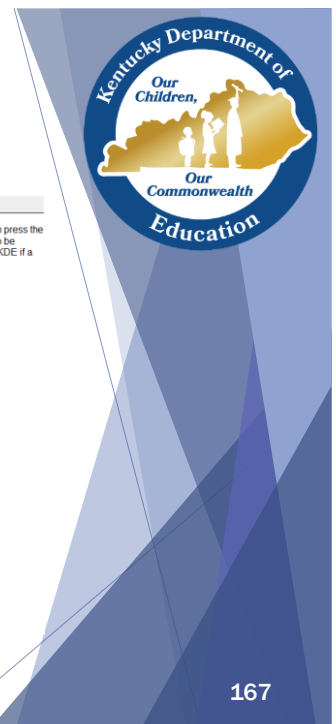 Kentucky Department of
Our
Children,
Our
Commonwealth
Education
press the
be
KDE if a
167